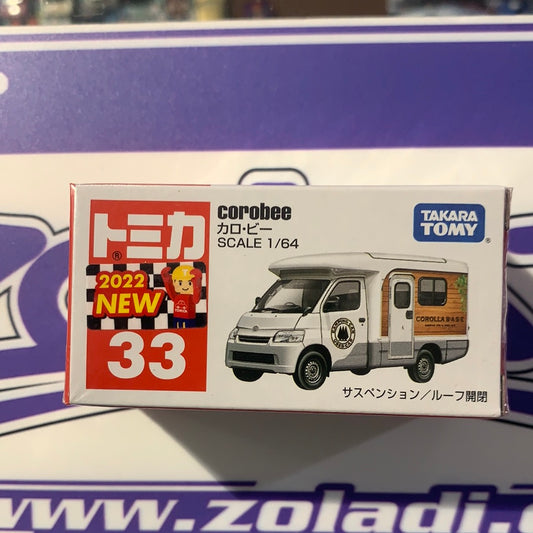 トミカ
®
2022
NEW
33
corobee
カロ・ビー
SCALE 1/64
TAKARA
TOMY®
COROLLA BASE
サスペンション／ルーフ開閉
www.zoladi.c